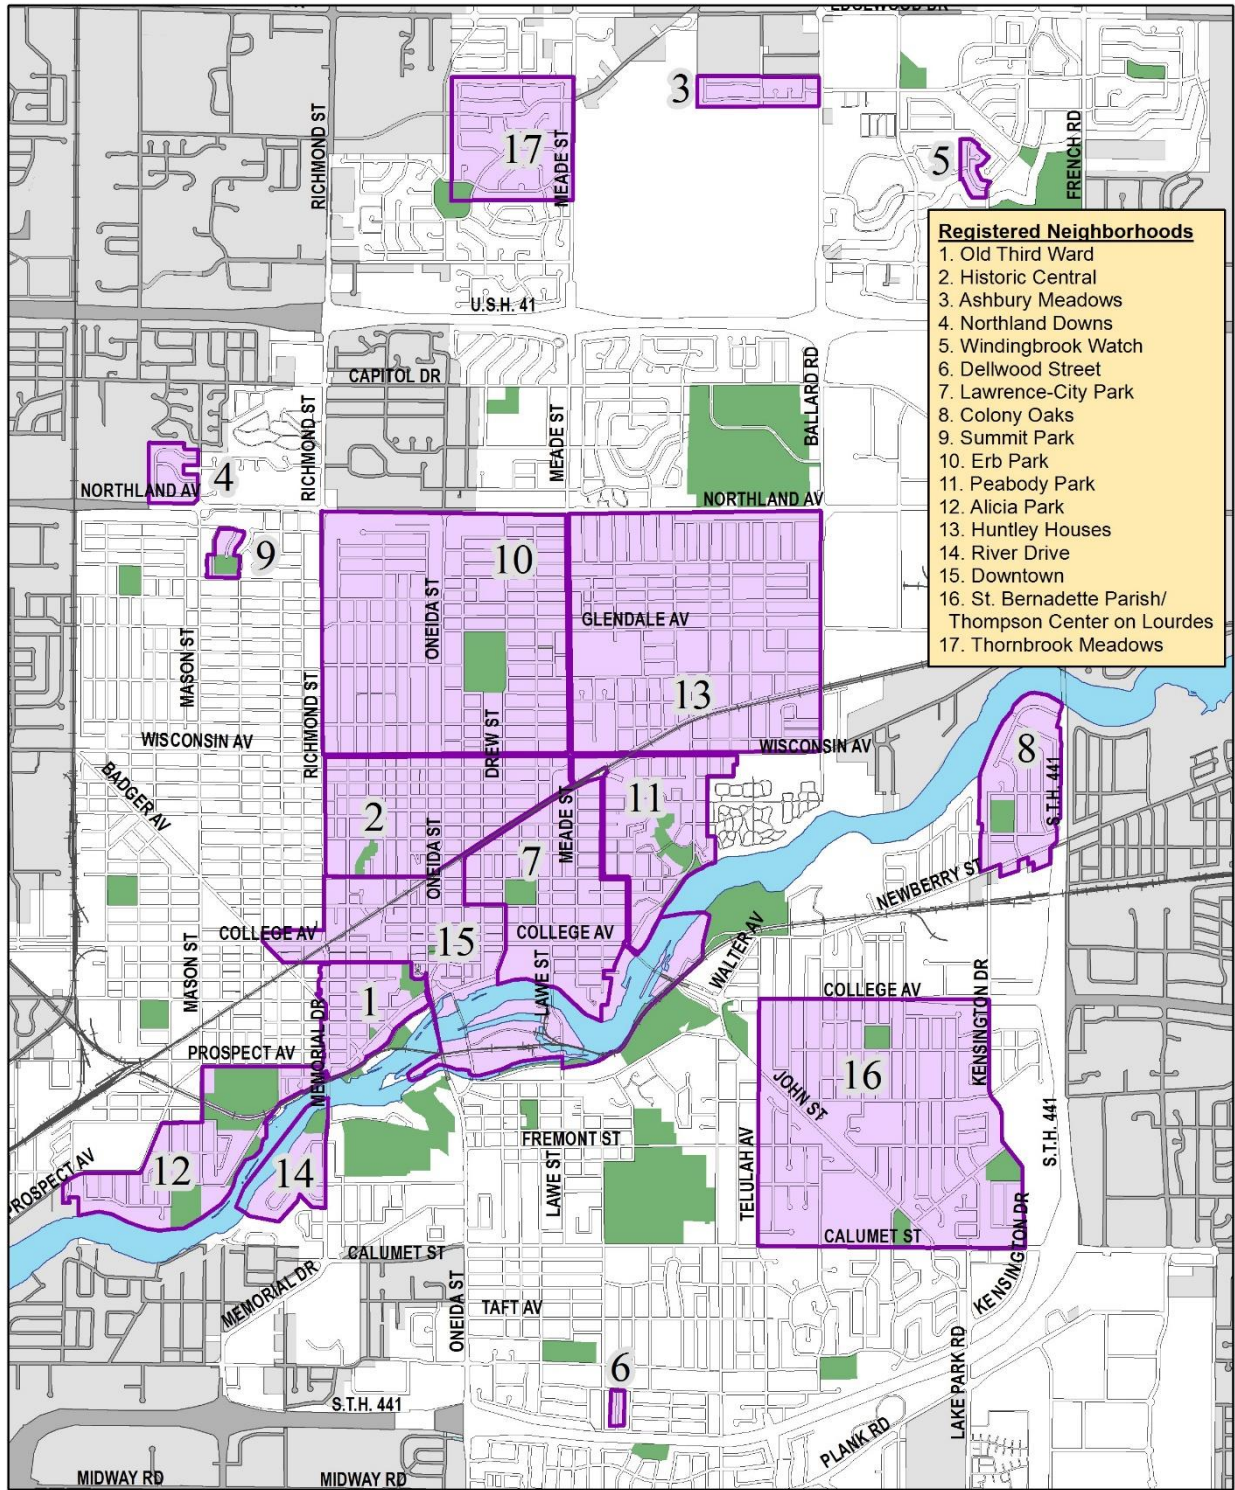 EDGEWOOD DR
3
RICHMOND ST
17
MEADE ST
5
FRENCH RD
Registered Neighborhoods
1. Old Third Ward
2. Historic Central
3. Ashbury Meadows
4. Northland Downs
5. Windingbrook Watch
6. Dellwood Street
7. Lawrence-City Park
8. Colony Oaks
9. Summit Park
10. Erb Park
11. Peabody Park
12. Alicia Park
13. Huntley Houses
14. River Drive
15. Downtown
16. St. Bernadette Parish/
Thompson Center on Lourdes
17. Thornbrook Meadows
U.S.H. 41
CAPITOL DR
BALLARD RD
RICHMOND ST
MEADE ST
4
NORTHLAND AV
NORTHLAND AV
9
10
ONEIDA ST
GLENDALE AV
MASON ST
RICHMOND ST
13
DREW ST
WISCONSIN AV
WISCONSIN AV
8
S.T.H. 441
BADGER AV
2
MEADE ST
11
ONEIDA ST
7
NEWBERRY ST
COLLEGE AV
15
COLLEGE AV
WALTER AV
MASON ST
LAWE ST
1
MEMORIAL DR
COLLEGE AV
KENSINGTON DR
PROSPECT AV
16
JOHN ST
S.T.H. 441
FREMONT ST
PROSPECT AV
12
14
LAWE ST
TELULAH AV
CALUMET ST
CALUMET ST
KENSINGTON DR
MEMORIAL DR
ONEIDA ST
TAFT AV
6
LAKE PARK RD
S.T.H. 441
PLANK RD
MIDWAY RD
MIDWAY RD